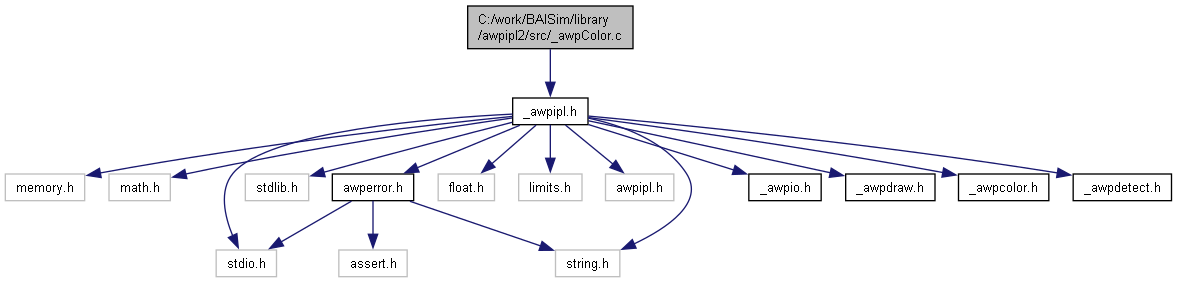 C:/work/BAISim/library
/awpipl2/src/_awpColor.c
_awpipl.h
memory.h
math.h
stdlib.h
awperror.h
float.h
limits.h
awpipl.h
_awpio.h
_awpdraw.h
_awpcolor.h
_awpdetect.h
stdio.h
assert.h
string.h